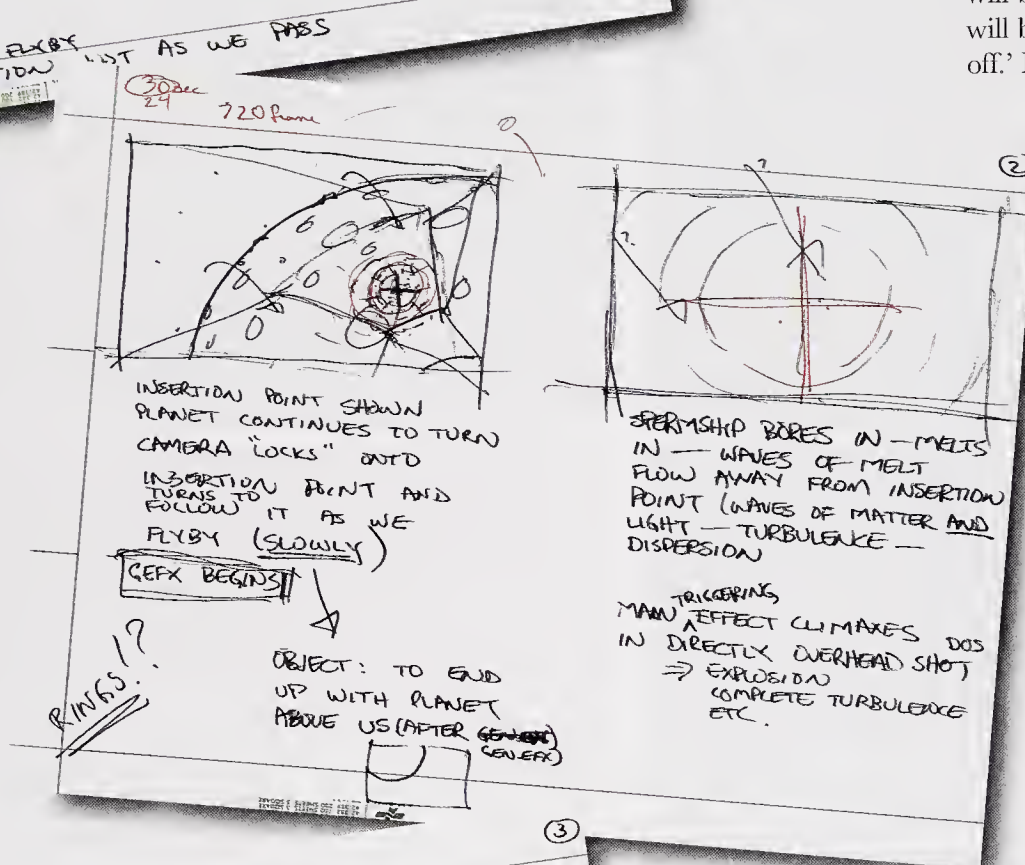 FLYBY
AS WE PASS
will b
off.'
30 sec
24
720 frame
2
?
?
INSERTION POINT SHOWN
PLANET CONTINUES TO TURN
CAMERA "LOCKS" ONTO
INSERTION POINT AND
TURNS TO
FOLLOW IT AS WE
FLYBY (SLOWLY)
GEFX BEGINS
RINGS!?
OBJECT: TO END
UP WITH PLANET
ABOVE US (AFTER
GEN.EFX)
SPERMSHIP BORES IN — MELTS
IN — WAVES OF MELT
FLOW AWAY FROM INSERTION
POINT (WAVES OF MATTER AND
LIGHT — TURBULENCE —
DISPERSION
TRIGGERING
MAIN EFFECT CLIMAXES DOS
IN DIRECTLY OVERHEAD SHOT
⇒ EXPLOSION
COMPLETE TURBULENCE
ETC.
3